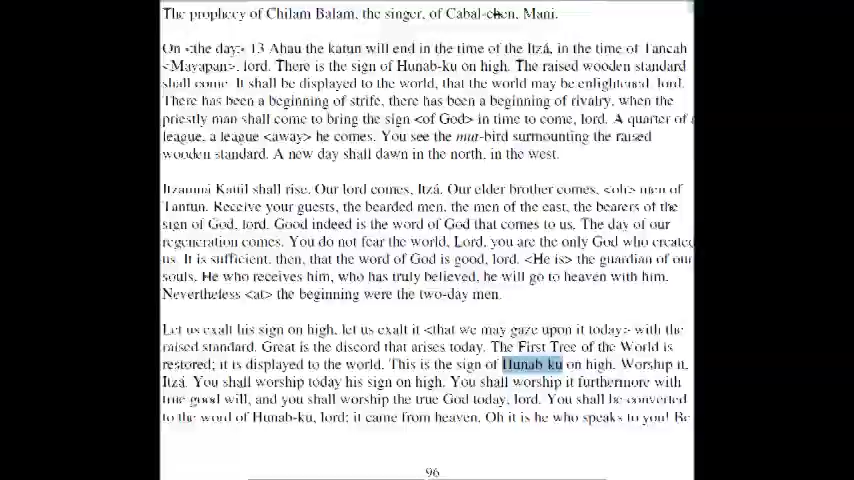 The prophecy of Chilam Balam, the singer, of Cabal-chen, Mani.
On <the day> 13 Ahau the katun will end in the time of the Itzá, in the time of Tancah
<Mayapan>, lord. There is the sign of Hunab-ku on high. The raised wooden standard
shall come. It shall be displayed to the world, that the world may be enlightened, lord.
There has been a beginning of strife, there has been a beginning of rivalry, when the
priestly man shall come to bring the sign <of God> in time to come, lord. A quarter of a
league, a league <away> he comes. You see the mut-bird surmounting the raised
wooden standard. A new day shall dawn in the north, in the west.
Itzamná Kauil shall rise. Our lord comes, Itzá. Our elder brother comes, <oh> men of
Tantun. Receive your guests, the bearded men, the men of the east, the bearers of the
sign of God, lord. Good indeed is the word of God that comes to us. The day of our
regeneration comes. You do not fear the world, Lord, you are the only God who created
us. It is sufficient, then, that the word of God is good, lord. <He is> the guardian of our
souls. He who receives him, who has truly believed, he will go to heaven with him.
Nevertheless <at> the beginning were the two-day men.
Let us exalt his sign on high, let us exalt it <that we may gaze upon it today> with the
raised standard. Great is the discord that arises today. The First Tree of the World is
restored; it is displayed to the world. This is the sign of Hunab-ku on high. Worship it,
Itzá. You shall worship today his sign on high. You shall worship it furthermore with
true good will, and you shall worship the true God today, lord. You shall be converted
to the word of Hunab-ku, lord; it came from heaven. Oh it is he who speaks to you! Be
96